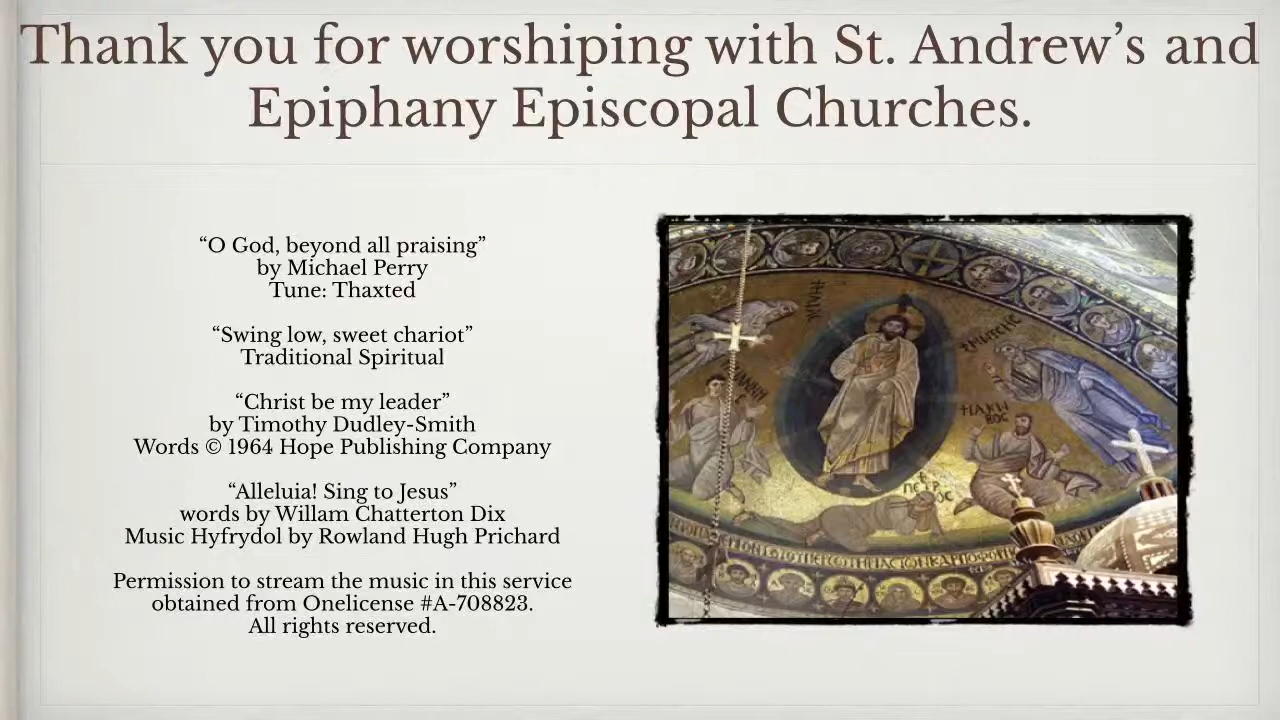 Thank you for worshiping with St. Andrew’s and
Epiphany Episcopal Churches.
“O God, beyond all praising”
by Michael Perry
Tune: Thaxted
“Swing low, sweet chariot”
Traditional Spiritual
“Christ be my leader”
by Timothy Dudley-Smith
Words © 1964 Hope Publishing Company
“Alleluia! Sing to Jesus”
words by Willam Chatterton Dix
Music Hyfrydol by Rowland Hugh Prichard
Permission to stream the music in this service
obtained from Onelicense #A-708823.
All rights reserved.